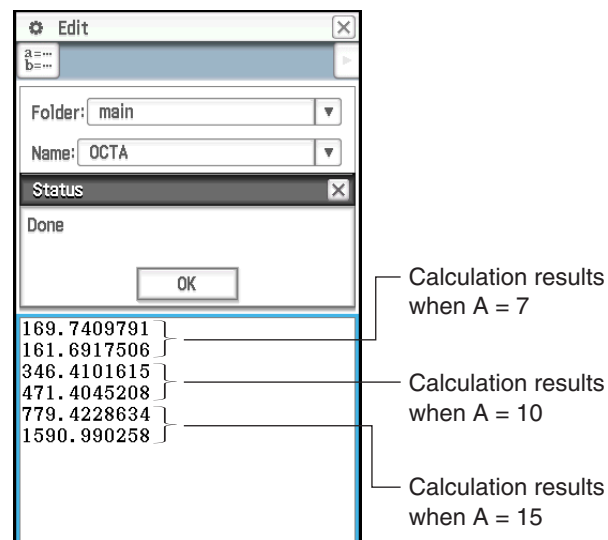 Edit
a=…
b=…
Folder: main
Name: OCTA
Status
Done
OK
169.7409791
161.6917506
Calculation results
when A = 7
346.4101615
471.4045208
Calculation results
when A = 10
779.4228634
1590.990258
Calculation results
when A = 15